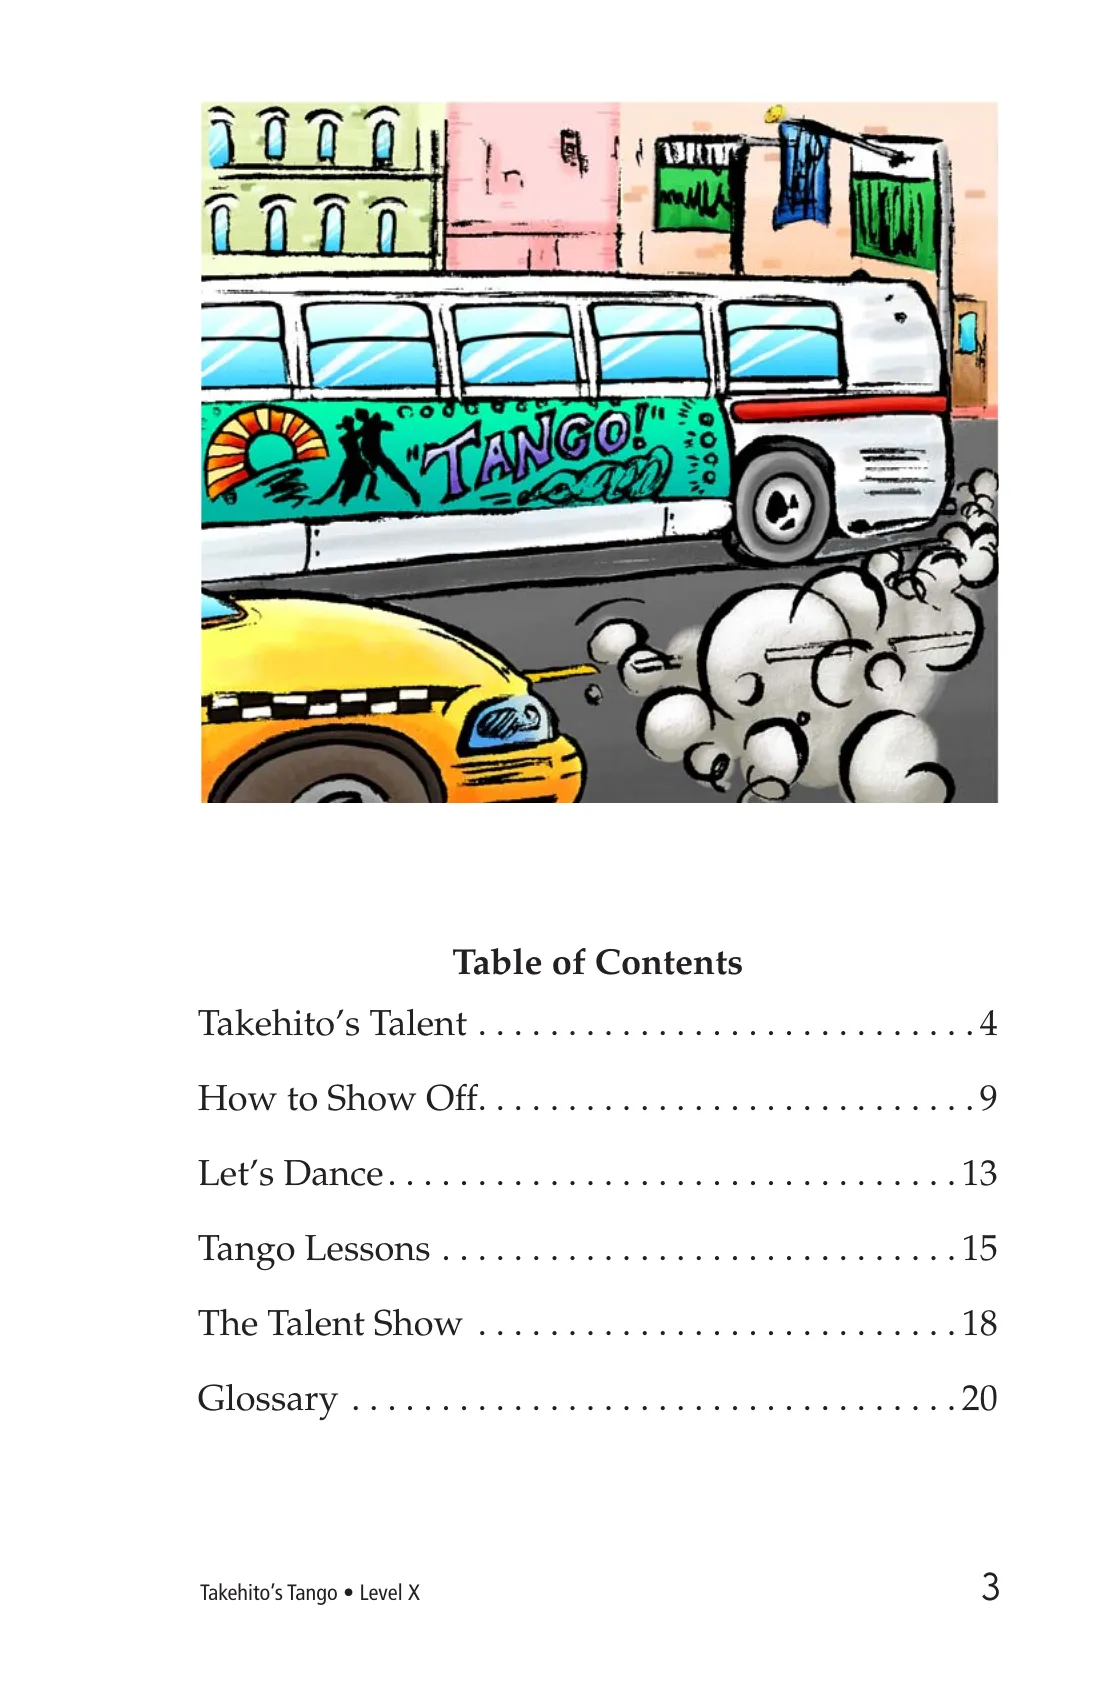 "TANGO!"
Table of Contents
Takehito’s Talent . . . . . . . . . . . . . . . . . . . . . . . . . . . . 4
How to Show Off. . . . . . . . . . . . . . . . . . . . . . . . . . . . 9
Let’s Dance . . . . . . . . . . . . . . . . . . . . . . . . . . . . . . . . 13
Tango Lessons . . . . . . . . . . . . . . . . . . . . . . . . . . . . . 15
The Talent Show . . . . . . . . . . . . . . . . . . . . . . . . . . . 18
Glossary . . . . . . . . . . . . . . . . . . . . . . . . . . . . . . . . . . 20
Takehito’s Tango • Level X 3